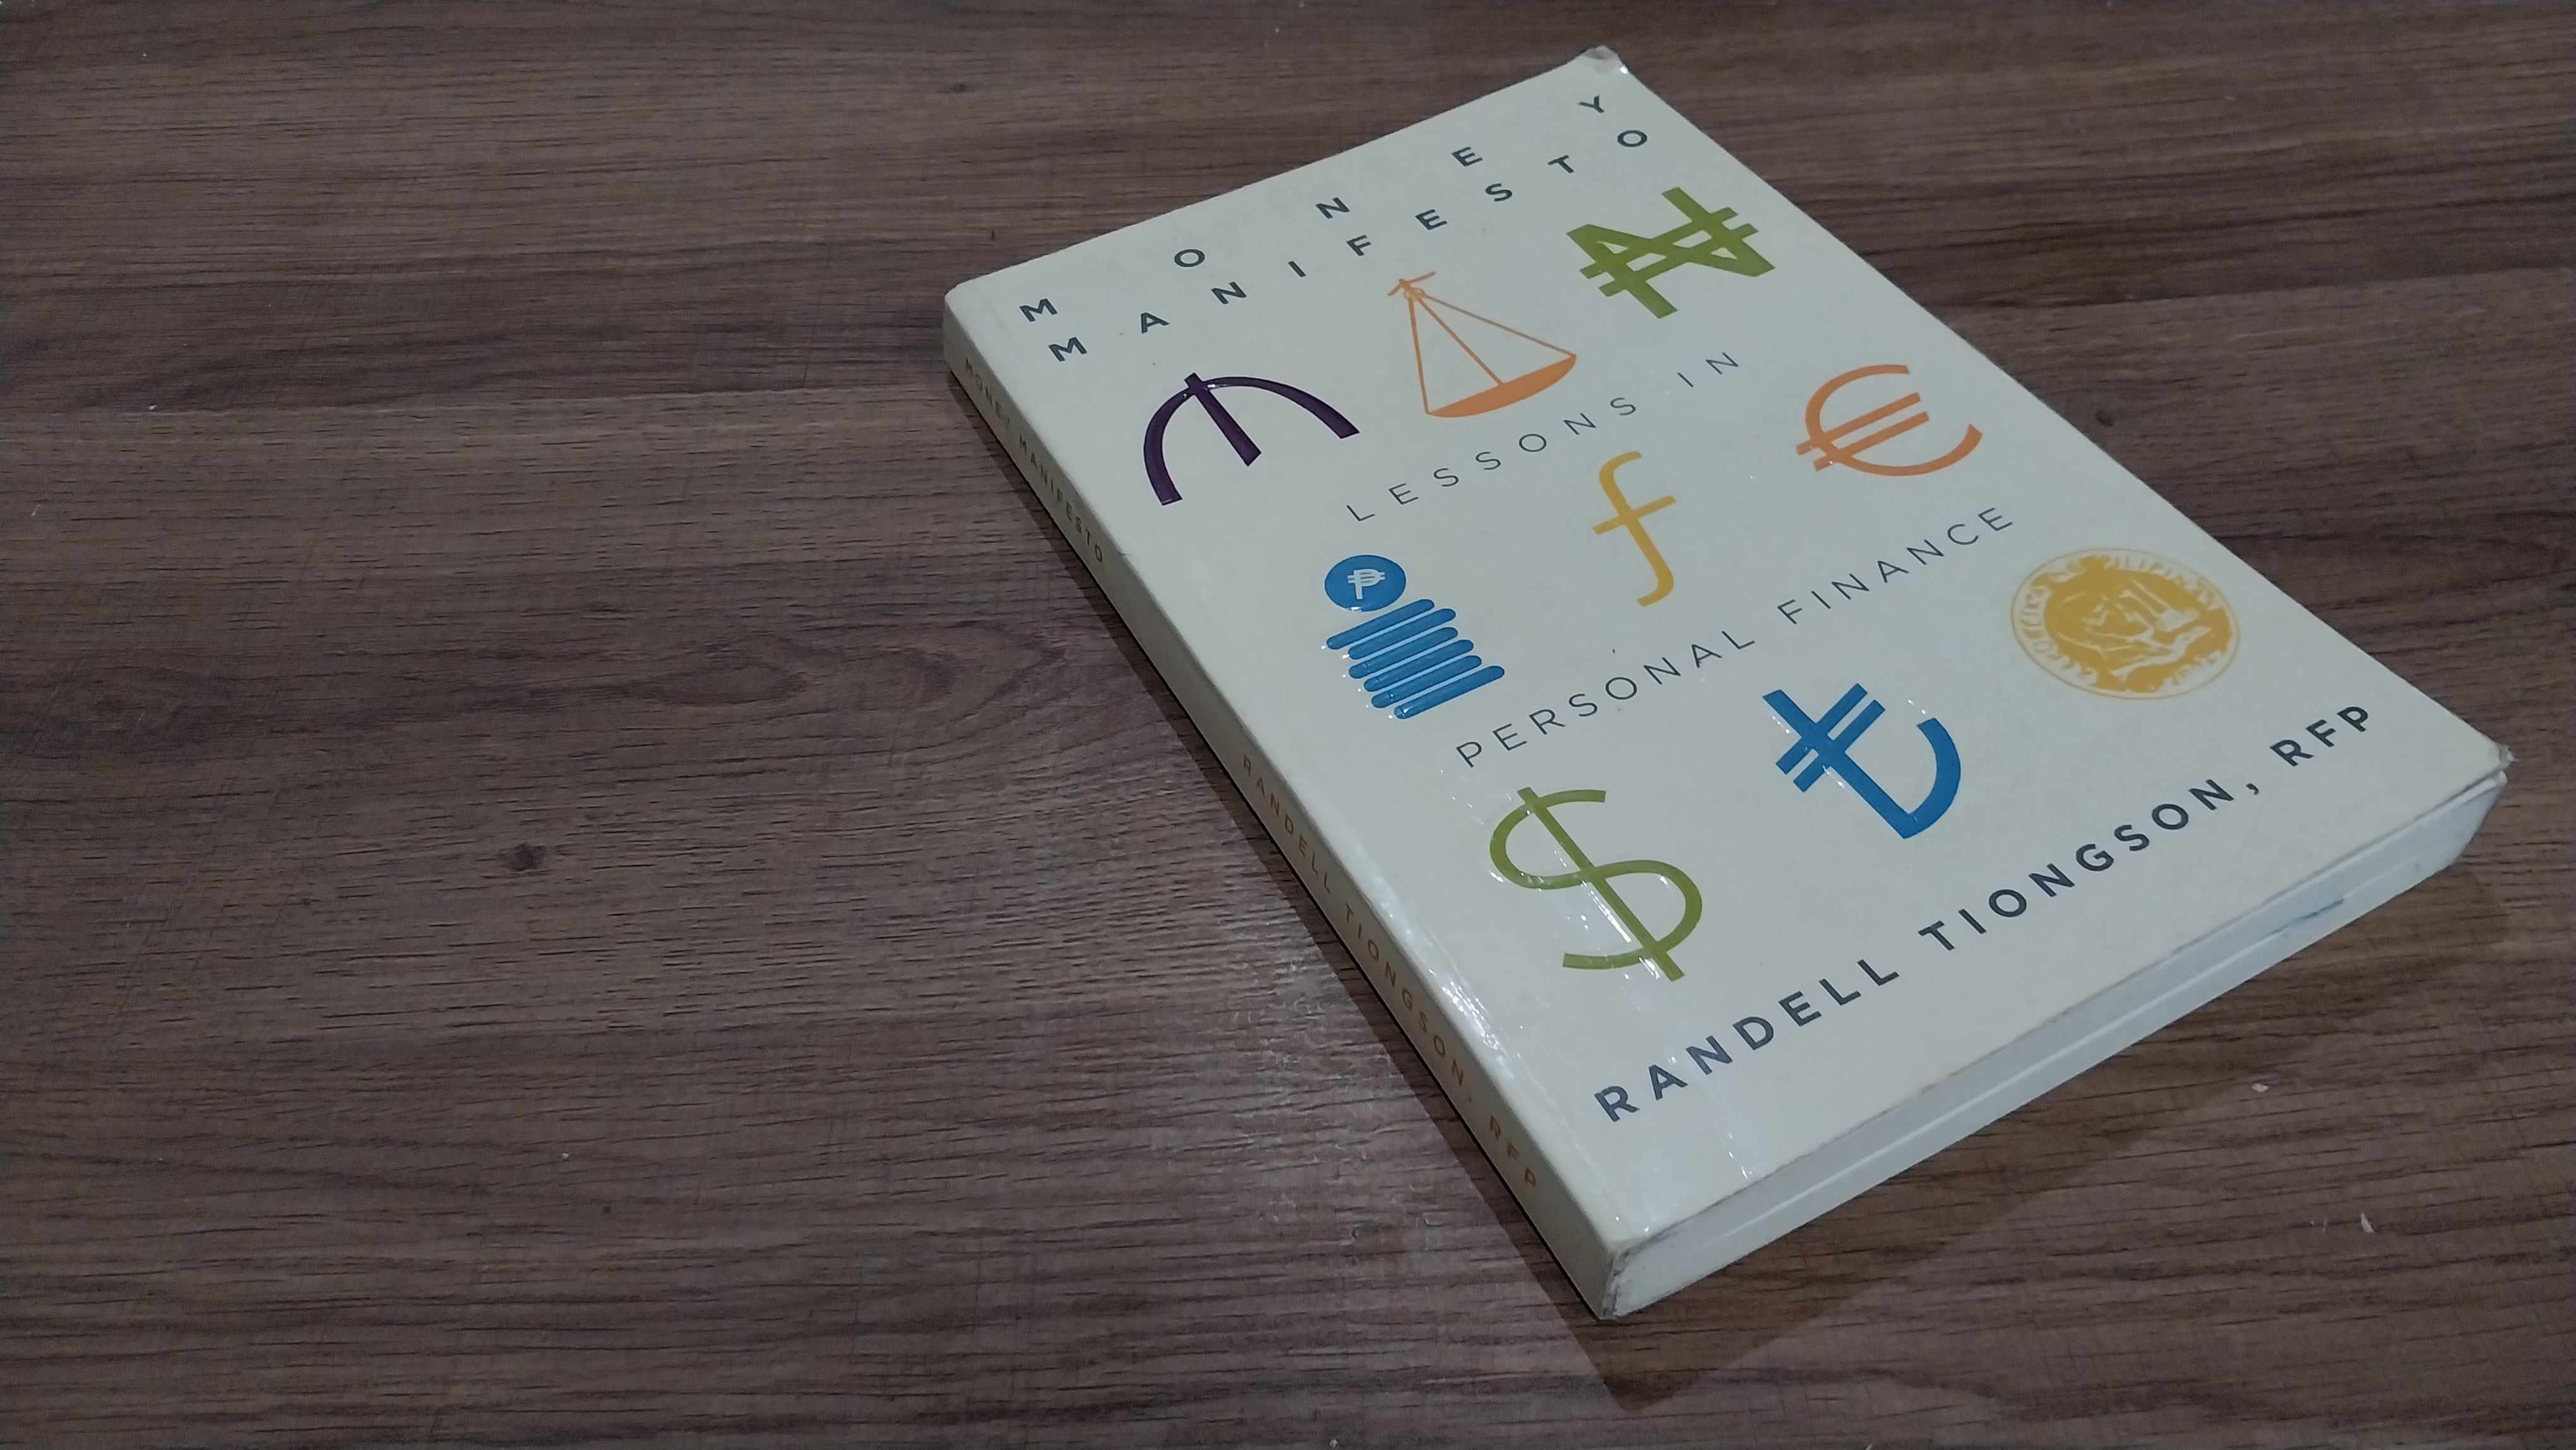 MONEY
MANIFESTO
LESSONS IN
PERSONAL FINANCE
RANDELL TIONGSON, RFP
MONEY MANIFESTO
RANDELL TIONGSON, RFP